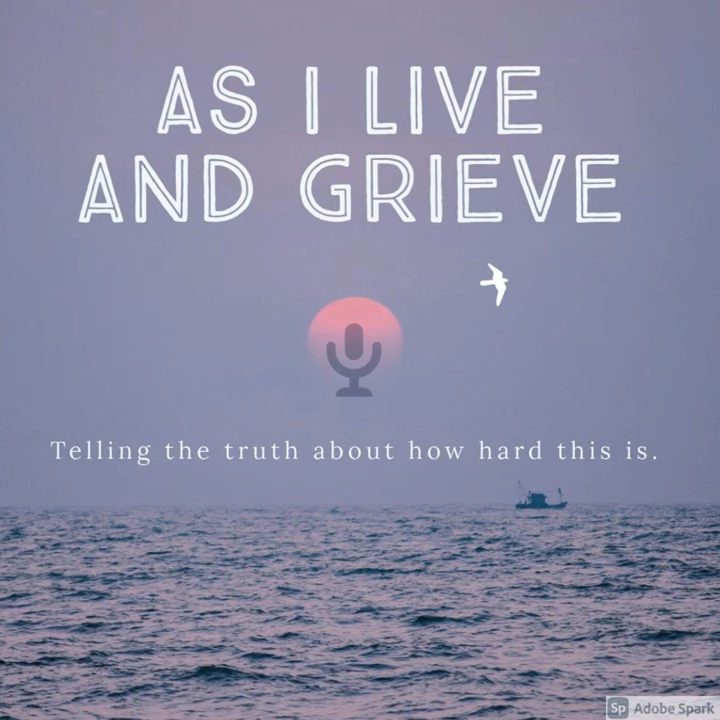 AS I LIVE
AND GRIEVE
Telling the truth about how hard this is.
Sp Adobe Spark